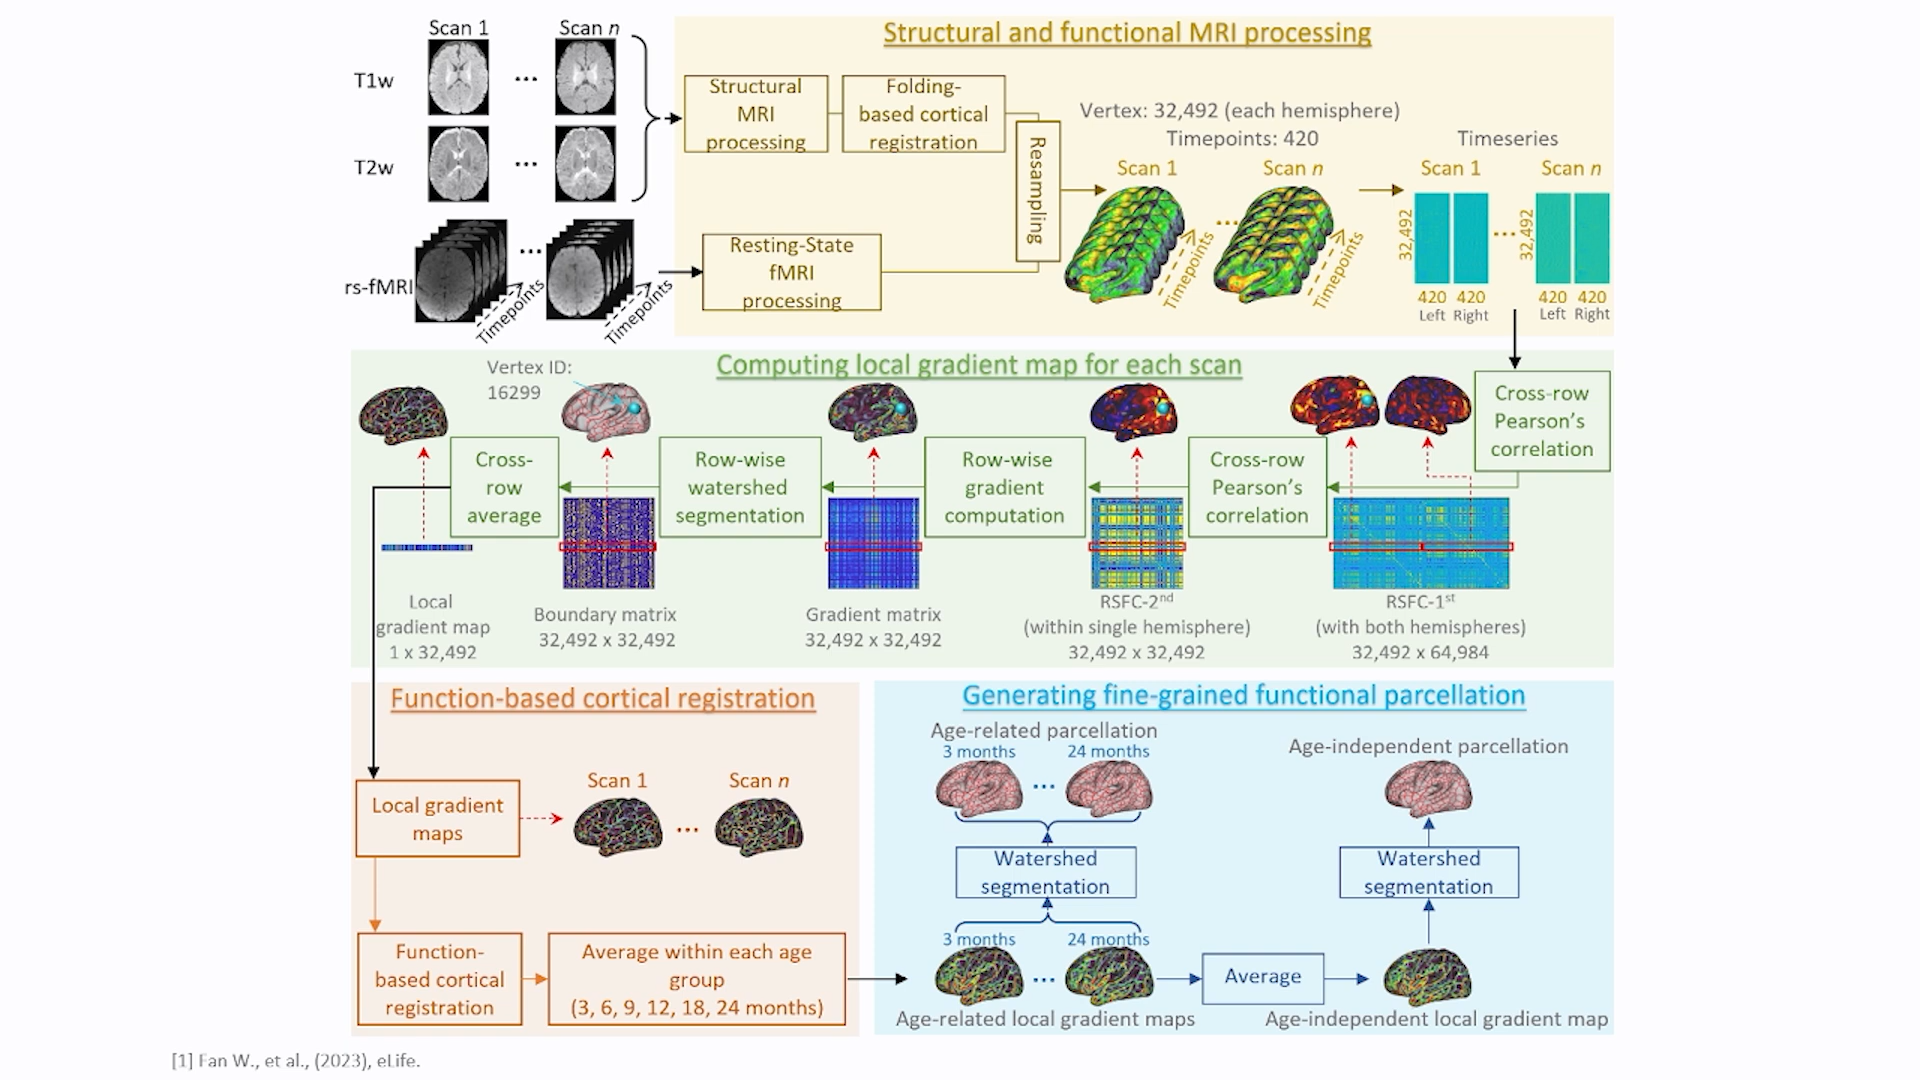 Scan 1
Scan n
T1w
...
T2w
...
rs-fMRI
...
Timepoints
Timepoints
Structural and functional MRI processing
Structural
MRI
processing
Folding-
based cortical
registration
Resting-State
fMRI
processing
Resampling
Vertex: 32,492 (each hemisphere)
Timepoints: 420
Scan 1
Scan n
...
Timepoints
Timepoints
Timeseries
Scan 1
Scan n
32,492
...
32,492
420
420
420
420
Left
Right
Left
Right
Computing local gradient map for each scan
Cross-row
Pearson's
correlation
Vertex ID:
16299
Cross-
row
average
Row-wise
watershed
segmentation
Row-wise
gradient
computation
Cross-row
Pearson's
correlation
Local
gradient map
1 x 32,492
Boundary matrix
32,492 x 32,492
Gradient matrix
32,492 x 32,492
RSFC-2nd
(within single hemisphere)
32,492 x 32,492
RSFC-1st
(with both hemispheres)
32,492 x 64,984
Function-based cortical registration
Local gradient
maps
Scan 1
Scan n
...
Function-
based cortical
registration
Average within each age
group
(3, 6, 9, 12, 18, 24 months)
Generating fine-grained functional parcellation
Age-related parcellation
3 months
24 months
...
Age-independent parcellation
Watershed
segmentation
Watershed
segmentation
3 months
24 months
...
Average
Age-related local gradient maps
Age-independent local gradient map
[1] Fan W., et al., (2023), eLife.